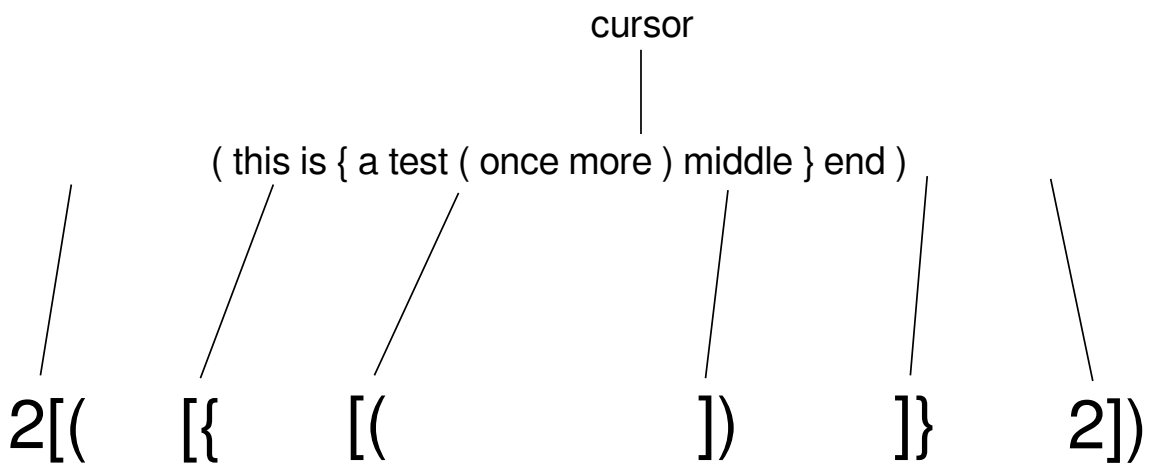 cursor
( this is { a test ( once more ) middle } end )
2[( [{ [( ]) ]} 2])